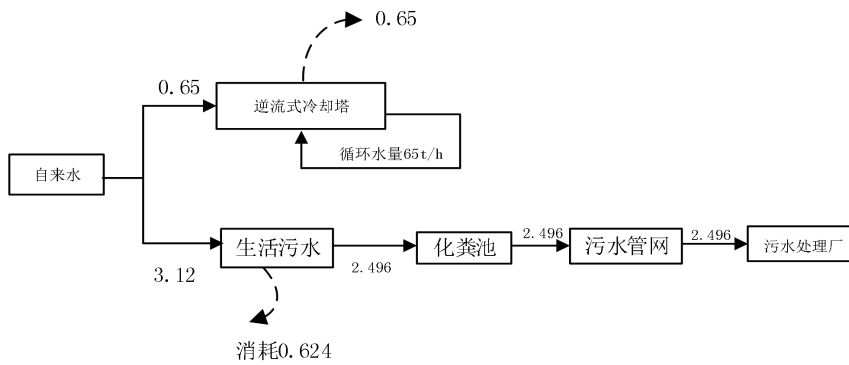 0.65
0.65
逆流式冷却塔
循环水量65t/h
自来水
生活污水
化粪池
污水管网
污水处理厂
2.496
2.496
2.496
3.12
消耗0.624